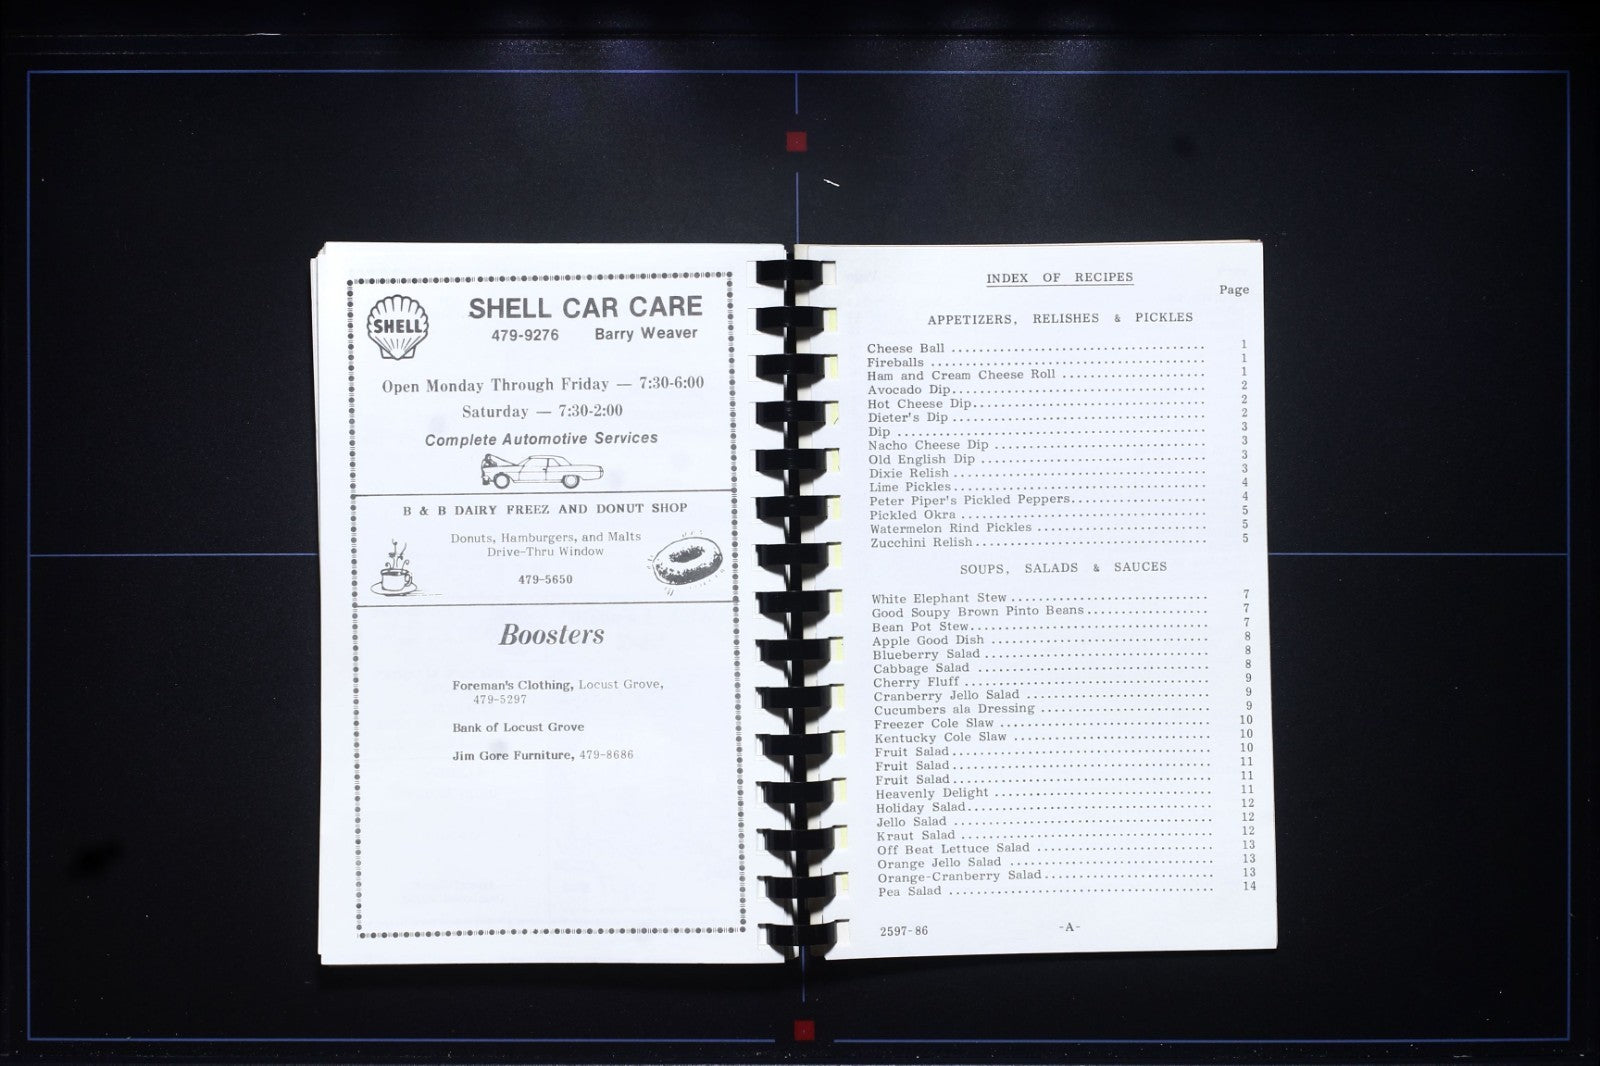 SHELL
SHELL CAR CARE
479-9276 Barry Weaver
Open Monday Through Friday — 7:30-6:00
Saturday — 7:30-2:00
Complete Automotive Services
B & B DAIRY FREEZ AND DONUT SHOP
Donuts, Hamburgers, and Malts
Drive-Thru Window
479-5650
Boosters
Foreman's Clothing, Locust Grove,
479-5297
Bank of Locust Grove
Jim Gore Furniture, 479-8686
INDEX OF RECIPES
Page
APPETIZERS, RELISHES & PICKLES
Cheese Ball 1
Fireballs 1
Ham and Cream Cheese Roll 1
Avocado Dip 2
Hot Cheese Dip 2
Dieter's Dip 2
Dip 3
Nacho Cheese Dip 3
Old English Dip 3
Dixie Relish 3
Lime Pickles 4
Peter Piper's Pickled Peppers 4
Pickled Okra 5
Watermelon Rind Pickles 5
Zucchini Relish 5
SOUPS, SALADS & SAUCES
White Elephant Stew 7
Good Soupy Brown Pinto Beans 7
Bean Pot Stew 7
Apple Good Dish 8
Blueberry Salad 8
Cabbage Salad 8
Cherry Fluff 9
Cranberry Jello Salad 9
Cucumbers ala Dressing 9
Freezer Cole Slaw 10
Kentucky Cole Slaw 10
Fruit Salad 10
Fruit Salad 11
Fruit Salad 11
Heavenly Delight 11
Holiday Salad 12
Jello Salad 12
Kraut Salad 12
Off Beat Lettuce Salad 13
Orange Jello Salad 13
Orange-Cranberry Salad 13
Pea Salad 14
2597-86 -A-